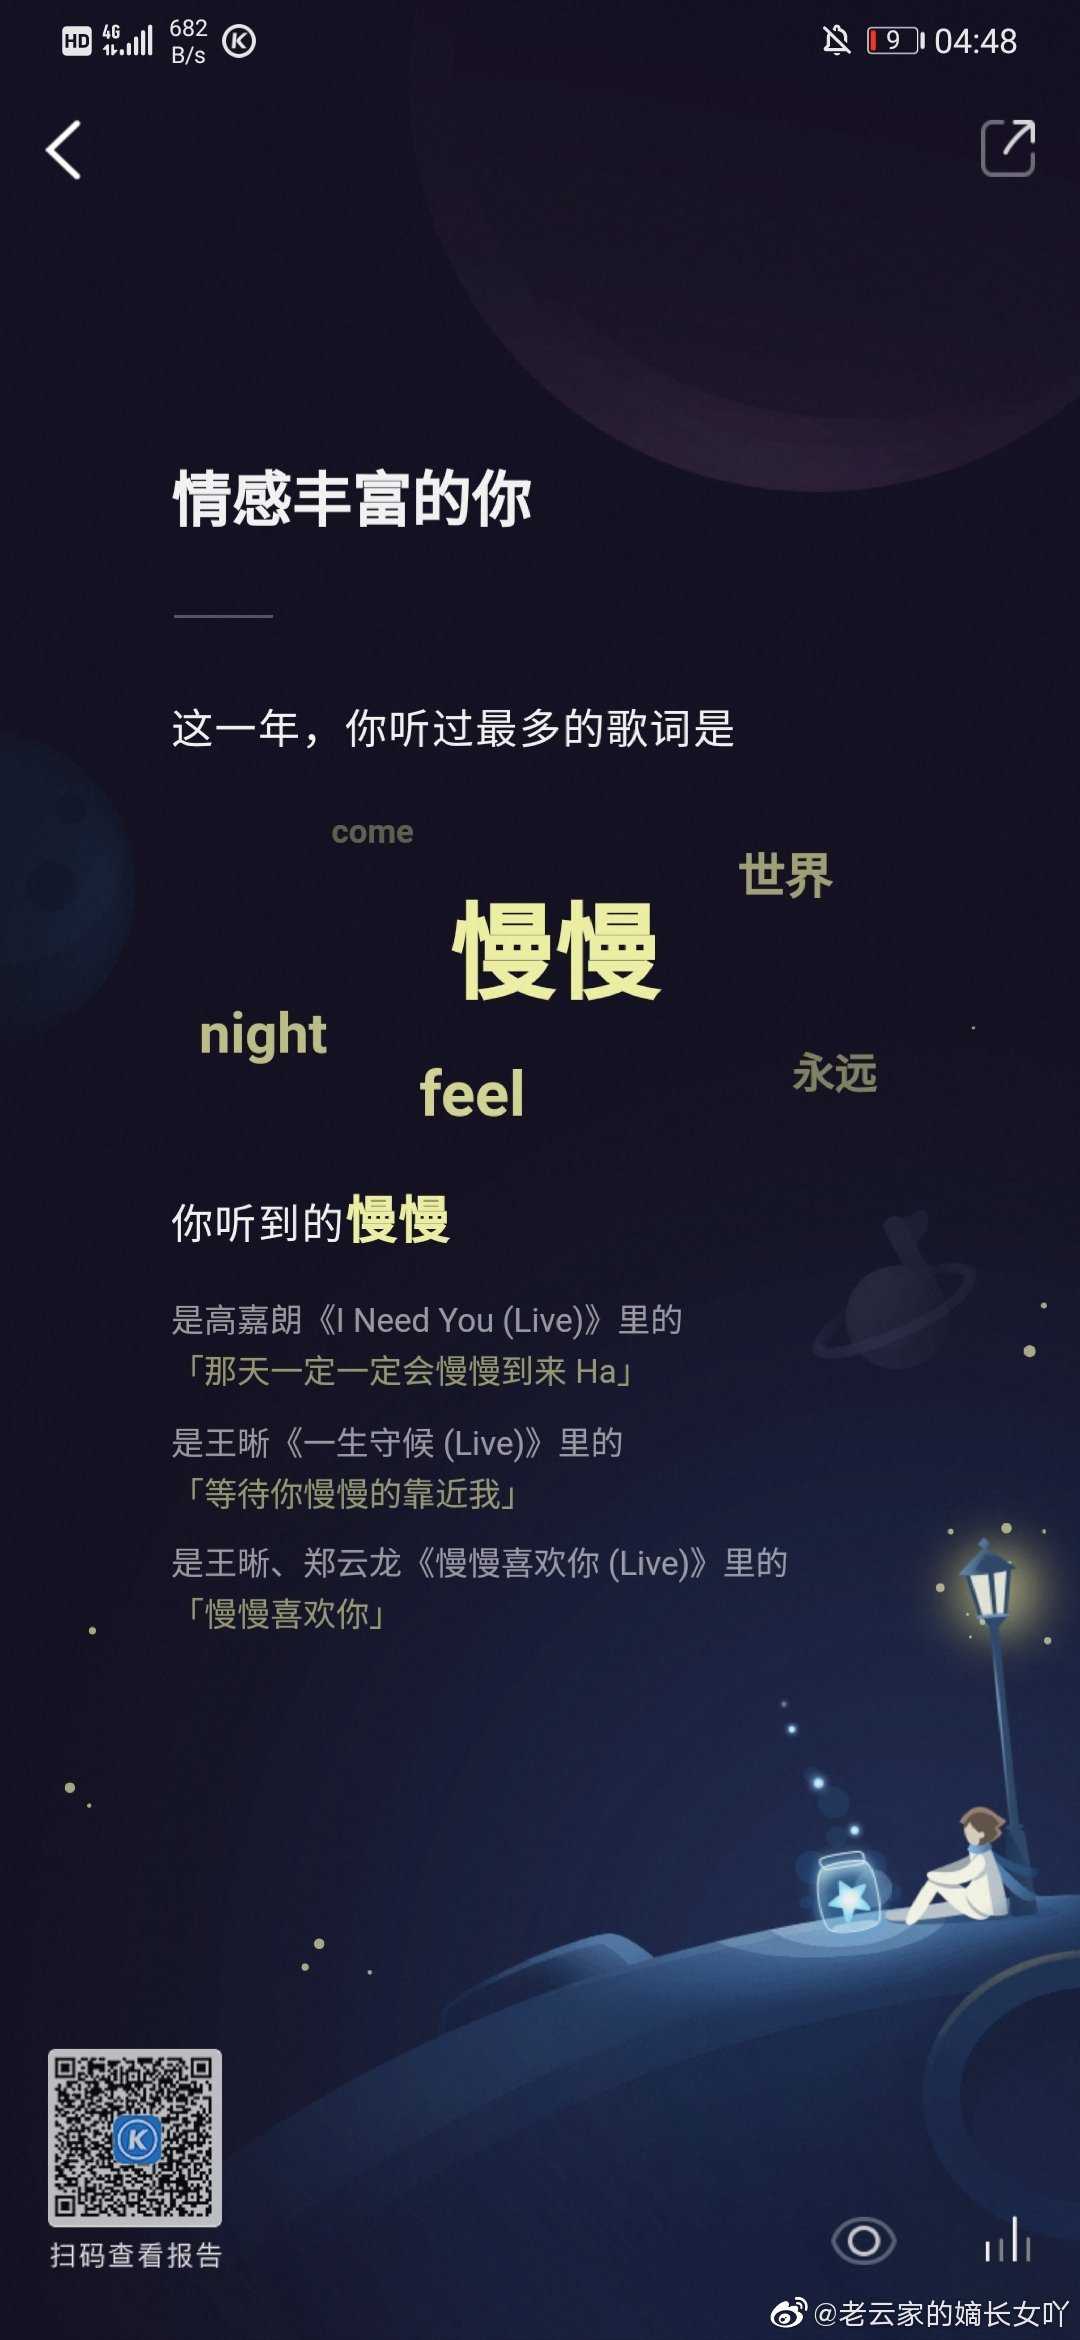 HD 4G 682 B/s K 9 04:48
情感丰富的你
这一年，你听过最多的歌词是
come
世界
慢慢
night
永远
feel
你听到的慢慢
是高嘉朗《I Need You (Live)》里的
「那天一定一定会慢慢到来 Ha」
是王晰《一生守候 (Live)》里的
「等待你慢慢的靠近我」
是王晰、郑云龙《慢慢喜欢你 (Live)》里的
「慢慢喜欢你」
K
扫码查看报告
@老云家的嫡长女吖